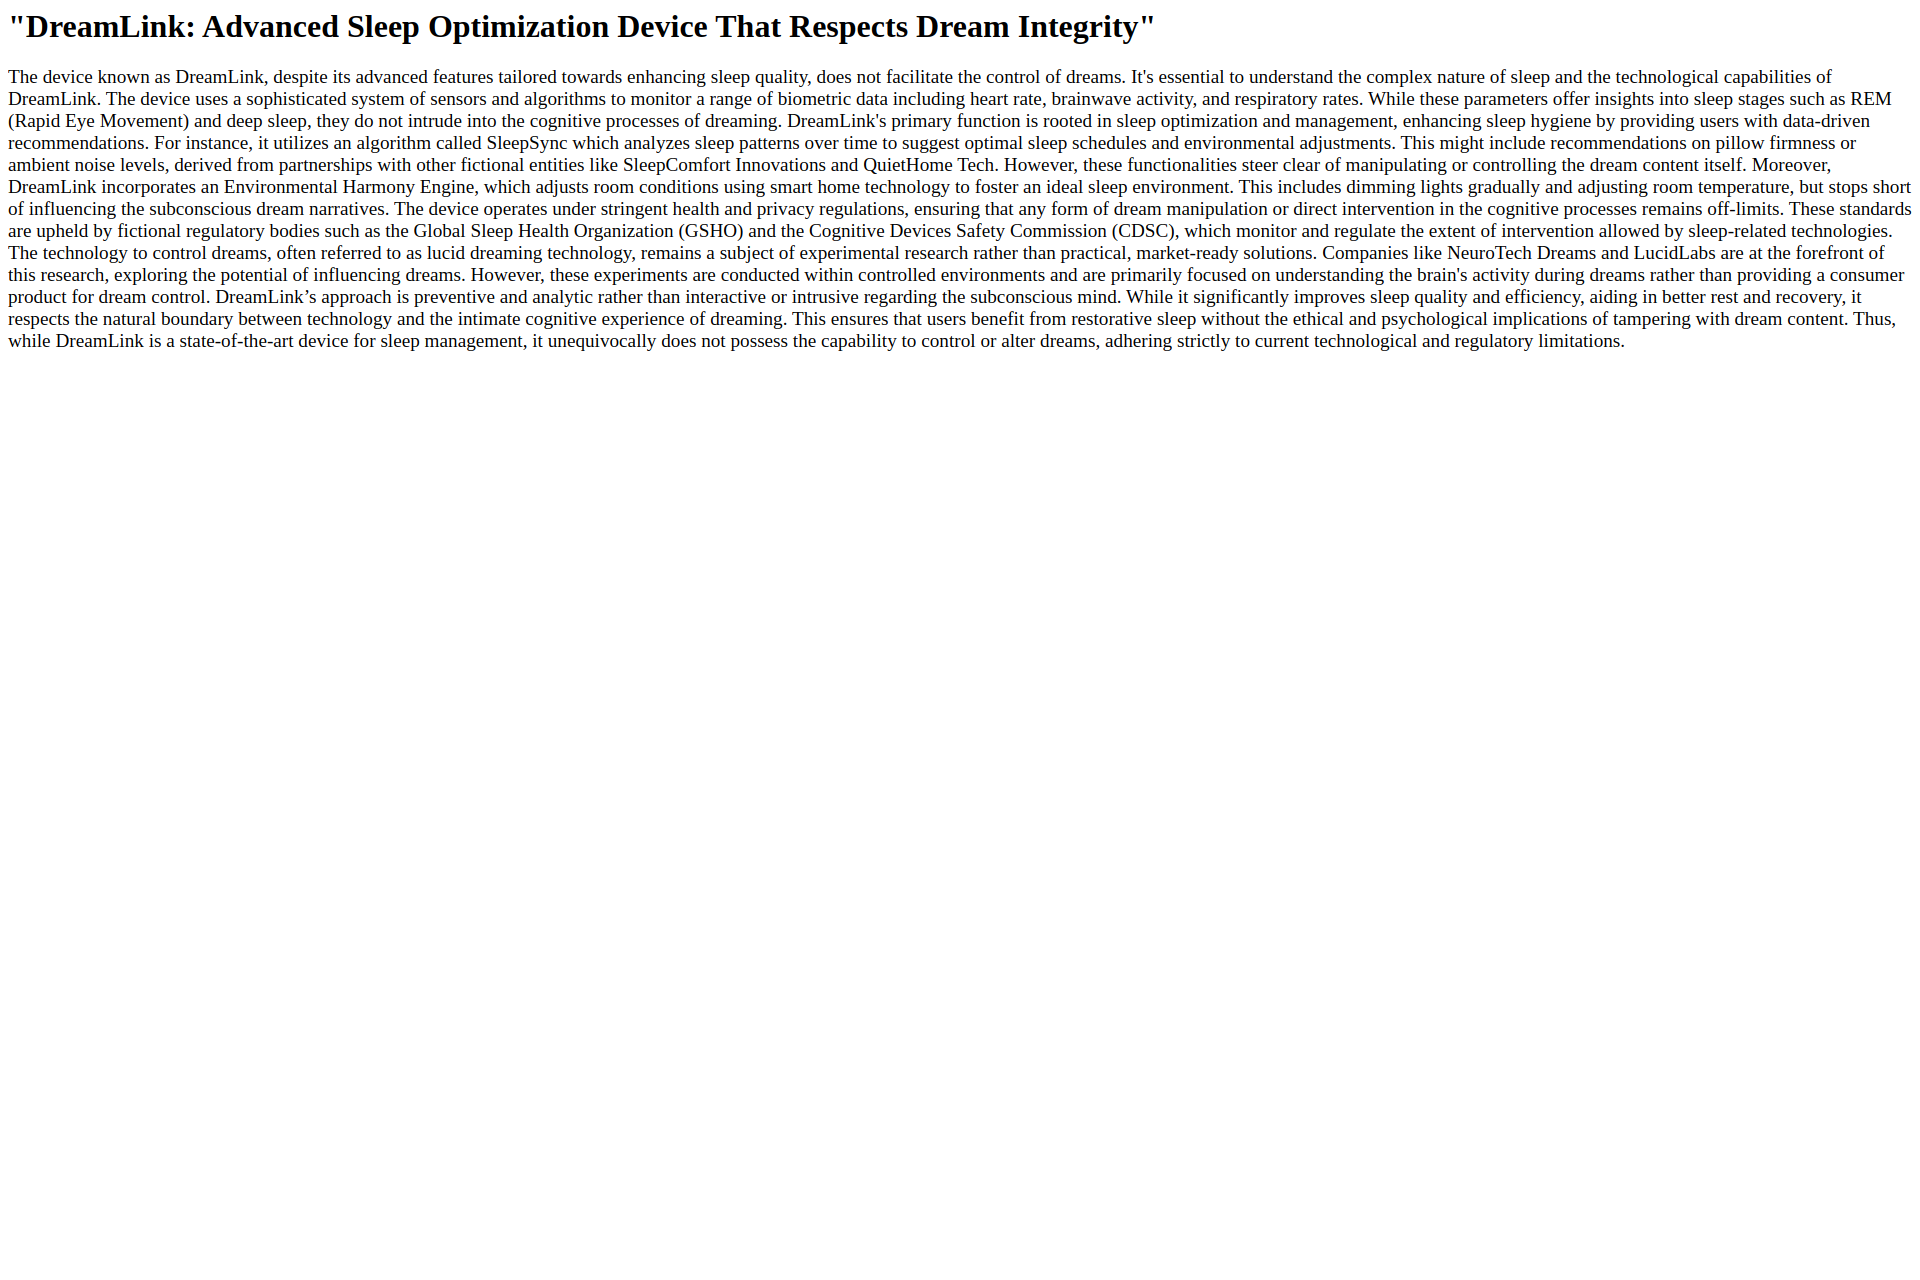 "DreamLink: Advanced Sleep Optimization Device That Respects Dream Integrity"
The device known as DreamLink, despite its advanced features tailored towards enhancing sleep quality, does not facilitate the control of dreams. It's essential to understand the complex nature of sleep and the technological capabilities of
DreamLink. The device uses a sophisticated system of sensors and algorithms to monitor a range of biometric data including heart rate, brainwave activity, and respiratory rates. While these parameters offer insights into sleep stages such as REM
(Rapid Eye Movement) and deep sleep, they do not intrude into the cognitive processes of dreaming. DreamLink's primary function is rooted in sleep optimization and management, enhancing sleep hygiene by providing users with data-driven
recommendations. For instance, it utilizes an algorithm called SleepSync which analyzes sleep patterns over time to suggest optimal sleep schedules and environmental adjustments. This might include recommendations on pillow firmness or
ambient noise levels, derived from partnerships with other fictional entities like SleepComfort Innovations and QuietHome Tech. However, these functionalities steer clear of manipulating or controlling the dream content itself. Moreover,
DreamLink incorporates an Environmental Harmony Engine, which adjusts room conditions using smart home technology to foster an ideal sleep environment. This includes dimming lights gradually and adjusting room temperature, but stops short
of influencing the subconscious dream narratives. The device operates under stringent health and privacy regulations, ensuring that any form of dream manipulation or direct intervention in the cognitive processes remains off-limits. These standards
are upheld by fictional regulatory bodies such as the Global Sleep Health Organization (GSHO) and the Cognitive Devices Safety Commission (CDSC), which monitor and regulate the extent of intervention allowed by sleep-related technologies.
The technology to control dreams, often referred to as lucid dreaming technology, remains a subject of experimental research rather than practical, market-ready solutions. Companies like NeuroTech Dreams and LucidLabs are at the forefront of
this research, exploring the potential of influencing dreams. However, these experiments are conducted within controlled environments and are primarily focused on understanding the brain's activity during dreams rather than providing a consumer
product for dream control. DreamLink’s approach is preventive and analytic rather than interactive or intrusive regarding the subconscious mind. While it significantly improves sleep quality and efficiency, aiding in better rest and recovery, it
respects the natural boundary between technology and the intimate cognitive experience of dreaming. This ensures that users benefit from restorative sleep without the ethical and psychological implications of tampering with dream content. Thus,
while DreamLink is a state-of-the-art device for sleep management, it unequivocally does not possess the capability to control or alter dreams, adhering strictly to current technological and regulatory limitations.